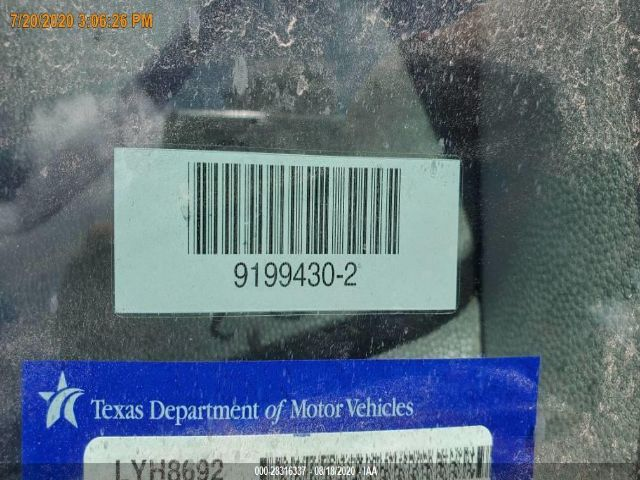 7/20/2020 3:06:26 PM
9199430-2
Texas Department of Motor Vehicles
LYH8692
000-28316337 - 08/18/2020 - IAA